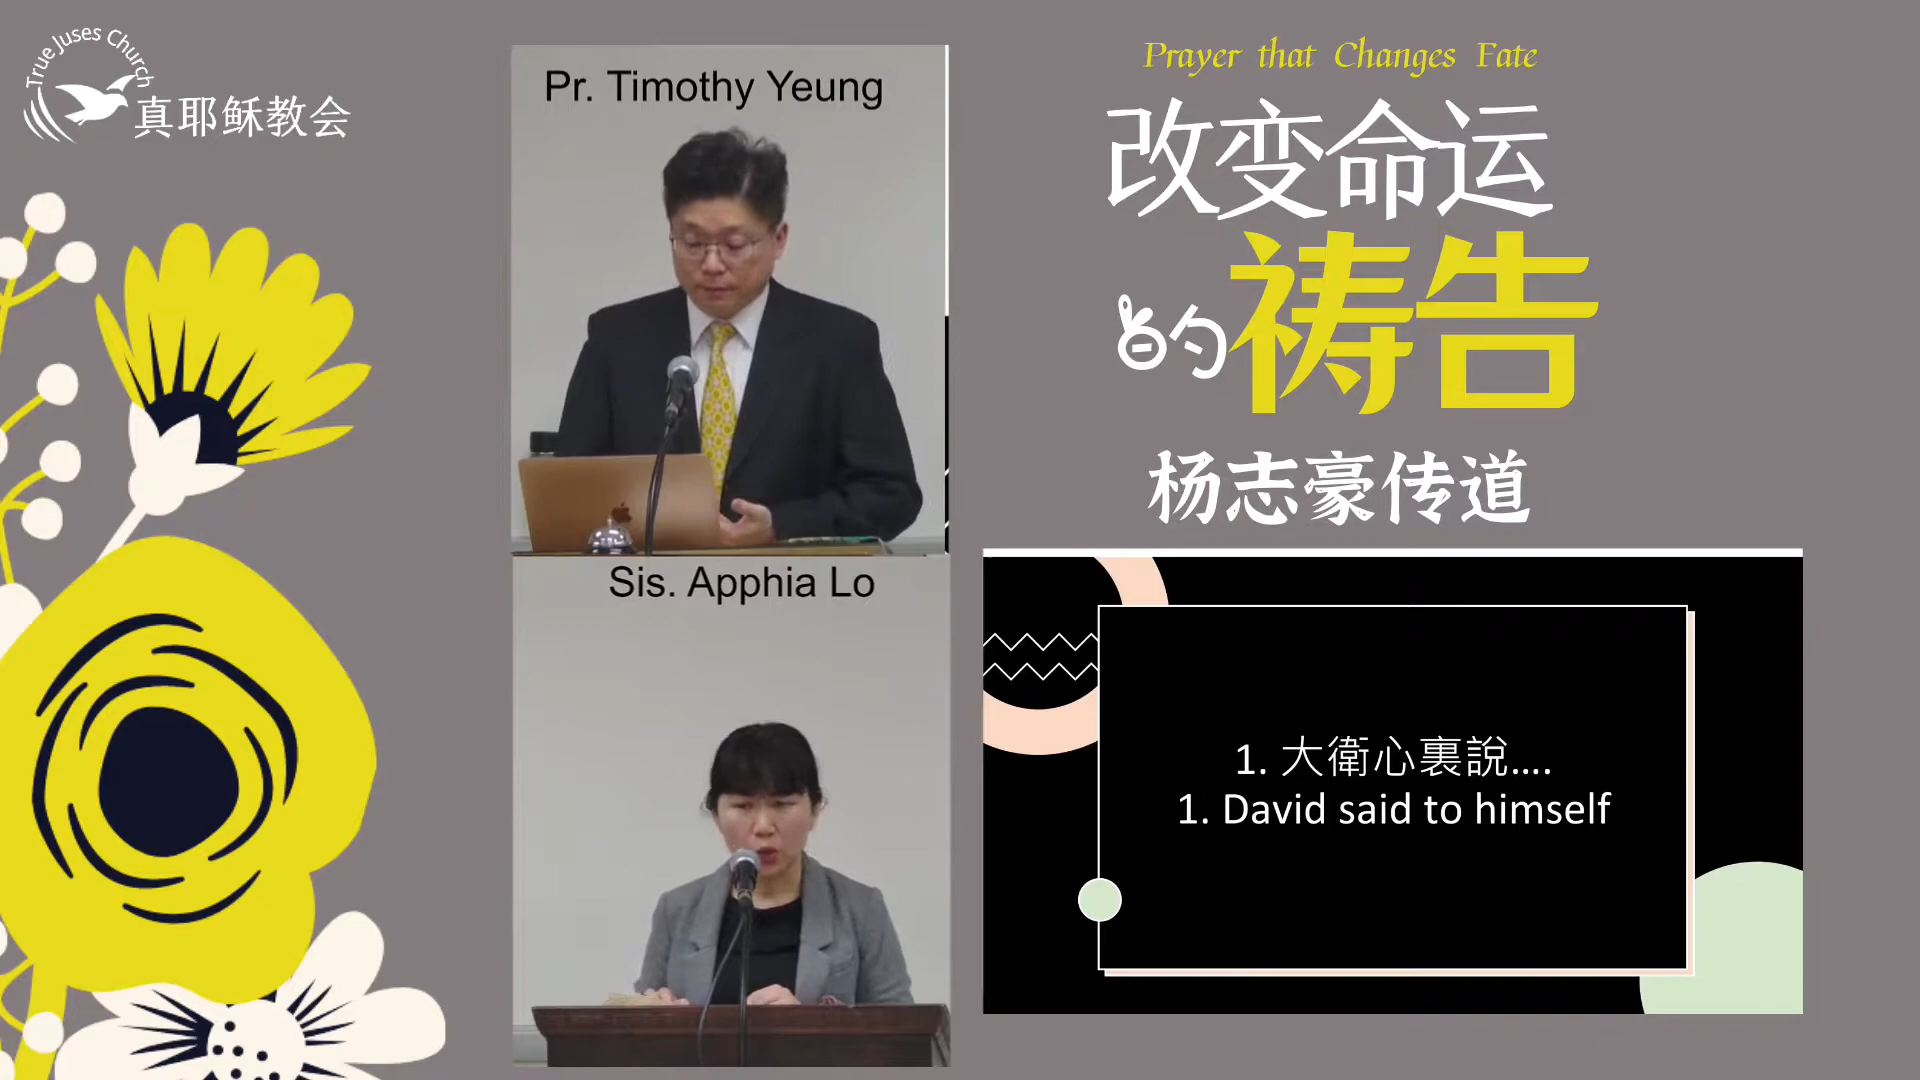 True Juses Church
真耶稣教会
Pr. Timothy Yeung
Sis. Apphia Lo
Prayer that Changes Fate
改变命运
的祷告
杨志豪传道
1. 大衛心裏說....
1. David said to himself